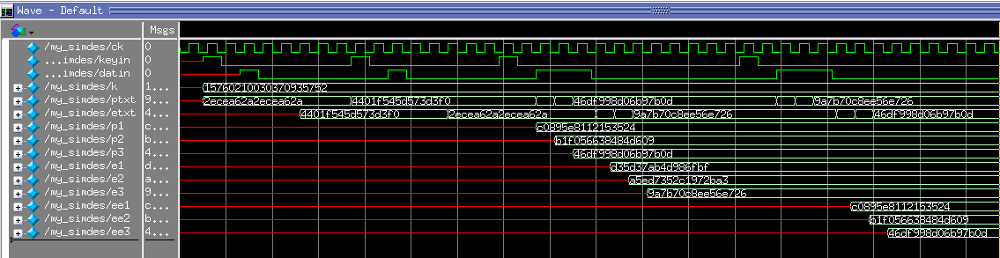 Wave - Default
Msgs
/my_simdes/ck 0
...imdes/keyin 0
...imdes/datin 0
/my_simdes/k 1... 15760210030370935752
/my_simdes/ptxt 9... 2ecea62a2ecea62a 4401f545d573d3f0 46df998d06b97b0d 9a7b70c8ee56e726
/my_simdes/etxt 4... 4401f545d573d3f0 2ecea62a2ecea62a 9a7b70c8ee56e726 46df998d06b97b0d
/my_simdes/p1 c... c0895e8112153524
/my_simdes/p2 b... b1f056638484d609
/my_simdes/p3 4... 46df998d06b97b0d
/my_simdes/e1 d... d35d37ab4d986fbf
/my_simdes/e2 a... a5ed7352c1972ba3
/my_simdes/e3 9... 9a7b70c8ee56e726
/my_simdes/ee1 c... c0895e8112153524
/my_simdes/ee2 b... b1f056638484d609
/my_simdes/ee3 4... 46df998d06b97b0d